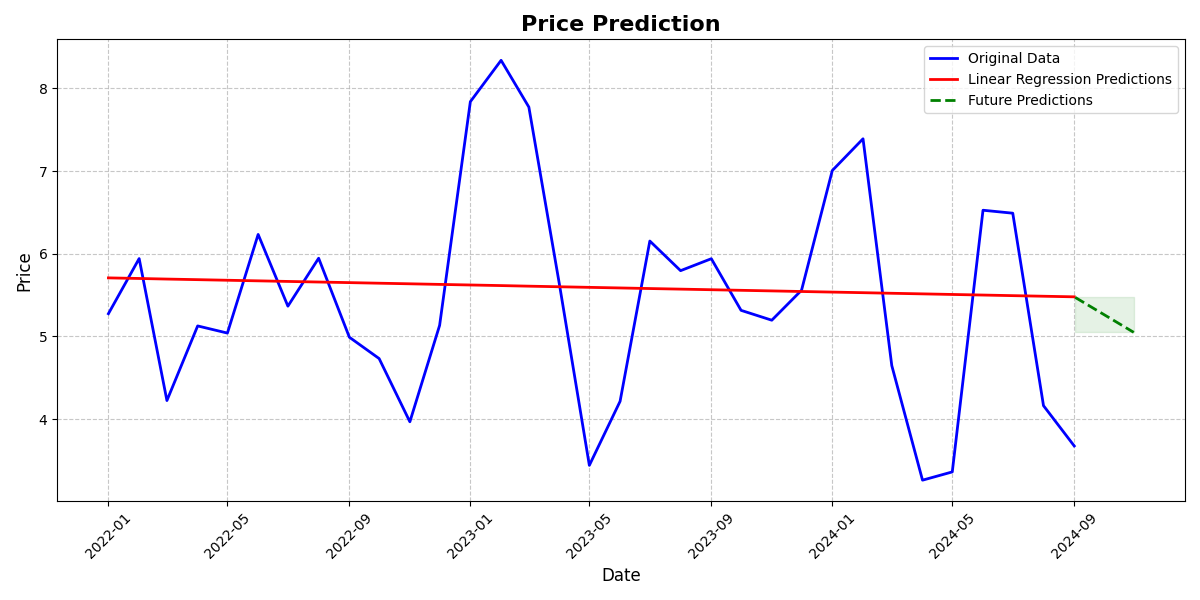 Price Prediction
Original Data
Linear Regression Predictions
Future Predictions
Price
8
7
6
5
4
2022-01
2022-05
2022-09
2023-01
2023-05
2023-09
2024-01
2024-05
2024-09
Date